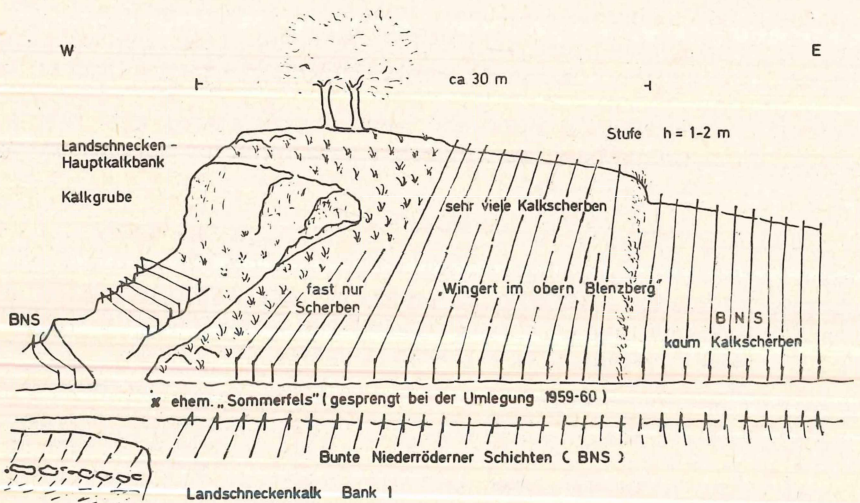 W
E
ca 30 m
Stufe h = 1-2 m
Landschnecken -
Hauptkalkbank
Kalkgrube
sehr viele Kalkscherben
fast nur
Scherben
„Wingert im obern Blenzberg"
BNS
BNS
kaum Kalkscherben
x ehem. „Sommerfels" (gesprengt bei der Umlegung 1959-60)
Bunte Niederröderner Schichten (BNS)
Landschneckenkalk Bank 1